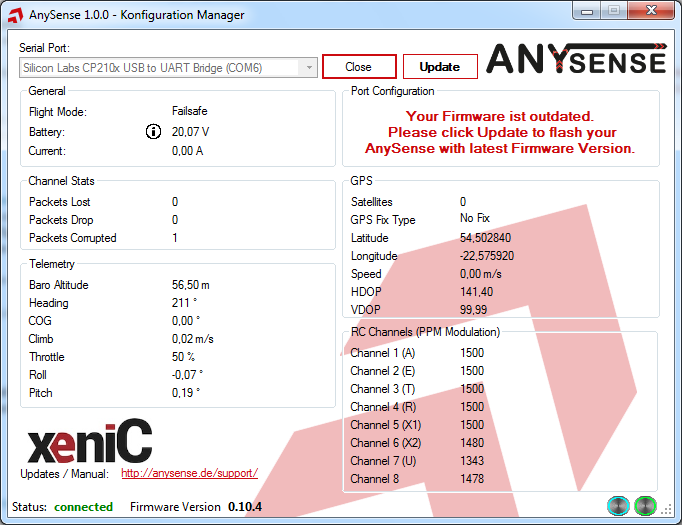 AnySense 1.0.0 - Konfiguration Manager
Serial Port:
Silicon Labs CP210x USB to UART Bridge (COM6)
Close
Update
ANYSENSE
General
Flight Mode: Failsafe
Battery: 20,07 V
Current: 0,00 A
Port Configuration
Your Firmware ist outdated.
Please click Update to flash your
AnySense with latest Firmware Version.
Channel Stats
Packets Lost 0
Packets Drop 0
Packets Corrupted 1
GPS
Satellites 0
GPS Fix Type No Fix
Latitude 54,502840
Longitude -22,575920
Speed 0,00 m/s
HDOP 141,40
VDOP 99,99
Telemetry
Baro Altitude 56,50 m
Heading 211 °
COG 0,00 °
Climb 0,02 m/s
Throttle 50 %
Roll -0,07 °
Pitch 0,19 °
RC Channels (PPM Modulation)
Channel 1 (A) 1500
Channel 2 (E) 1500
Channel 3 (T) 1500
Channel 4 (R) 1500
Channel 5 (X1) 1500
Channel 6 (X2) 1480
Channel 7 (U) 1343
Channel 8 1478
xeniC
Updates / Manual: http://anysense.de/support/
Status: connected Firmware Version 0.10.4